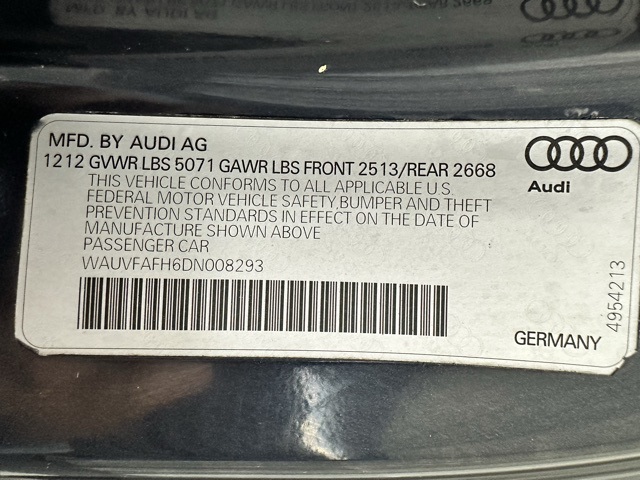 MFD. BY AUDI AG
1212 GVWR LBS 5071 GAWR LBS FRONT 2513/REAR 2668
THIS VEHICLE CONFORMS TO ALL APPLICABLE U.S.
FEDERAL MOTOR VEHICLE SAFETY,BUMPER AND THEFT
PREVENTION STANDARDS IN EFFECT ON THE DATE OF
MANUFACTURE SHOWN ABOVE
PASSENGER CAR
WAUVFAFH6DN008293
Audi
GERMANY
4954213